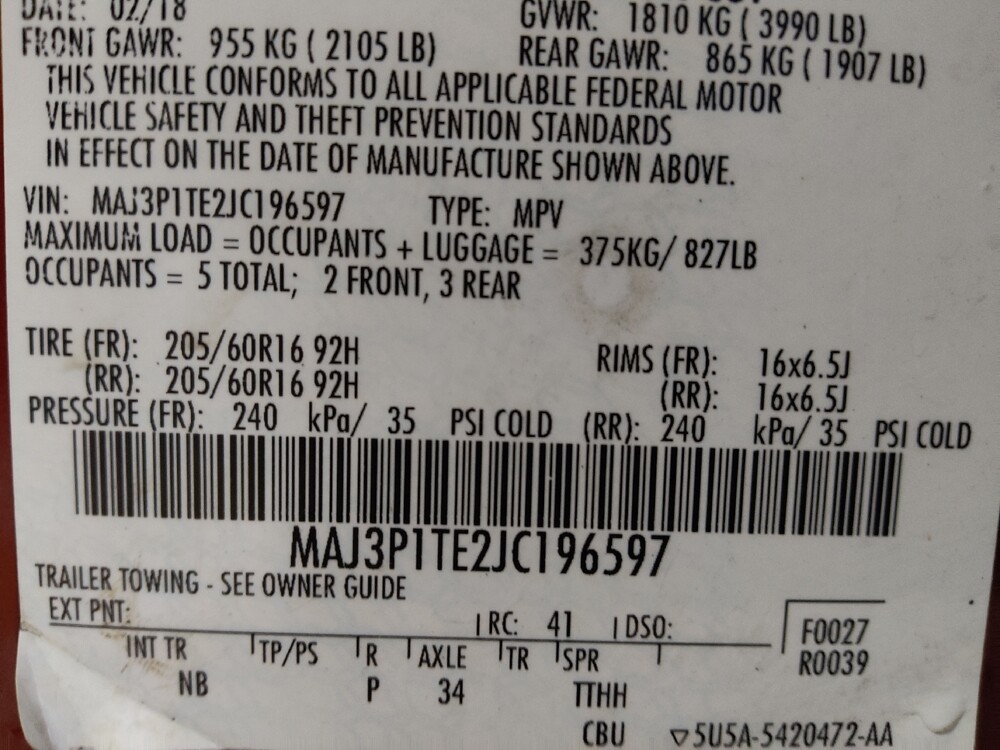 DATE: 02/18 GVWR: 1810 KG ( 3990 LB)
FRONT GAWR: 955 KG ( 2105 LB) REAR GAWR: 865 KG ( 1907 LB)
THIS VEHICLE CONFORMS TO ALL APPLICABLE FEDERAL MOTOR
VEHICLE SAFETY AND THEFT PREVENTION STANDARDS
IN EFFECT ON THE DATE OF MANUFACTURE SHOWN ABOVE.
VIN: MAJ3P1TE2JC196597 TYPE: MPV
MAXIMUM LOAD = OCCUPANTS + LUGGAGE = 375KG/ 827LB
OCCUPANTS = 5 TOTAL; 2 FRONT, 3 REAR
TIRE (FR): 205/60R16 92H RIMS (FR): 16x6.5J
(RR): 205/60R16 92H (RR): 16x6.5J
PRESSURE (FR): 240 kPa/ 35 PSI COLD (RR): 240 kPa/ 35 PSI COLD
MAJ3P1TE2JC196597
TRAILER TOWING - SEE OWNER GUIDE
EXT PNT: RC: 41 DSO: F0027
INT TR TP/PS R AXLE TR SPR R0039
NB P 34 TTHH
CBU ▽5U5A-5420472-AA